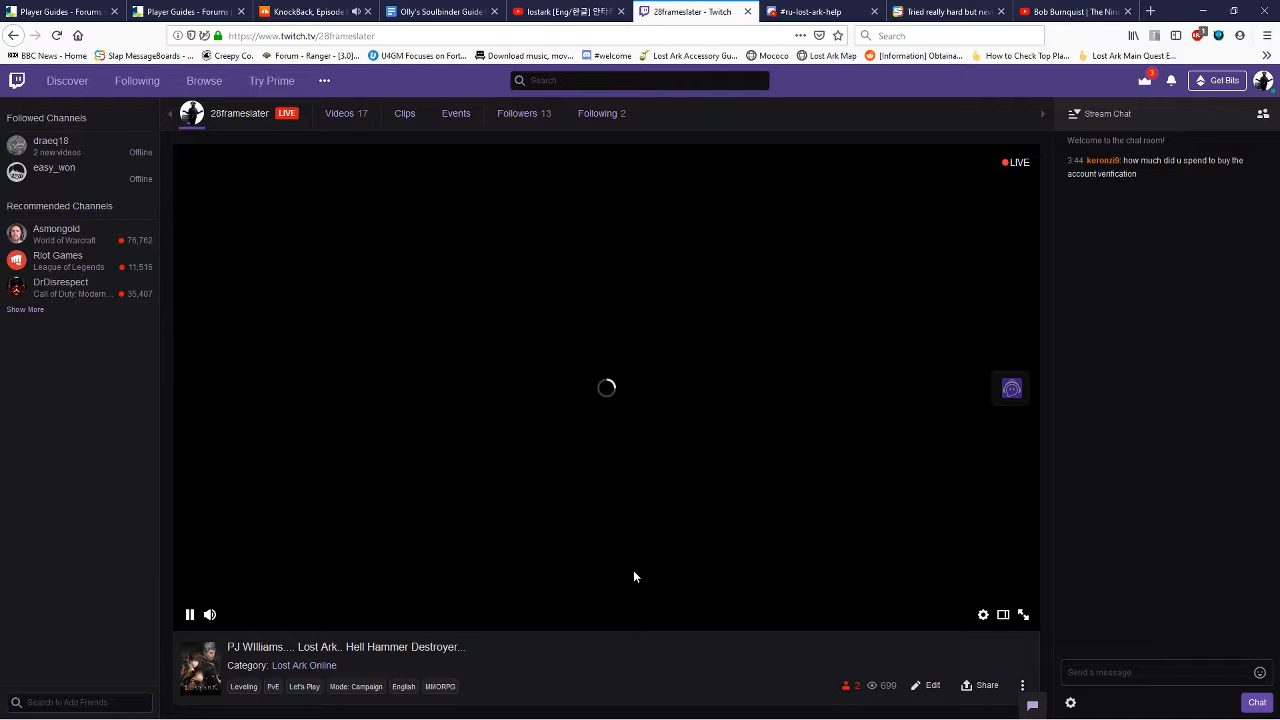 Player Guides - Forums
Player Guides - Forums
KnockBack, Episode
Olly's Soulbinder Guide
lostark [Eng/한글]
28frameslater - Twitch
#ru-lost-ark-help
Tried really hard but nev
Bob Burnquist | The Nin
https://www.twitch.tv/28frameslater
Search
BBC News - Home
Slap MessageBoards - ...
Creepy Co.
Forum - Ranger - [3.0]...
U4GM Focuses on Fort...
Download music, mov...
#welcome
Lost Ark Accessory Gu...
Mococo
Lost Ark Map
[Information] Obtaina...
How to Check Top Pla...
Lost Ark Main Quest E...
Discover
Following
Browse
Try Prime
Search
3
Get Bits
Followed Channels
draeq18
2 new videos
Offline
easy_won
Offline
Recommended Channels
Asmongold
World of Warcraft
76,762
Riot Games
League of Legends
11,516
DrDisrespect
Call of Duty: Modern...
35,407
Show More
Search to Add Friends
28frameslater
LIVE
Videos 17
Clips
Events
Followers 13
Following 2
LIVE
PJ WIlliams.... Lost Ark.. Hell Hammer Destroyer...
Category: Lost Ark Online
Leveling
PvE
Let's Play
Mode: Campaign
English
MMORPG
2
699
Edit
Share
Stream Chat
Welcome to the chat room!
3:44 keronzi9: how much did u spend to buy the
account verification
Send a message
Chat